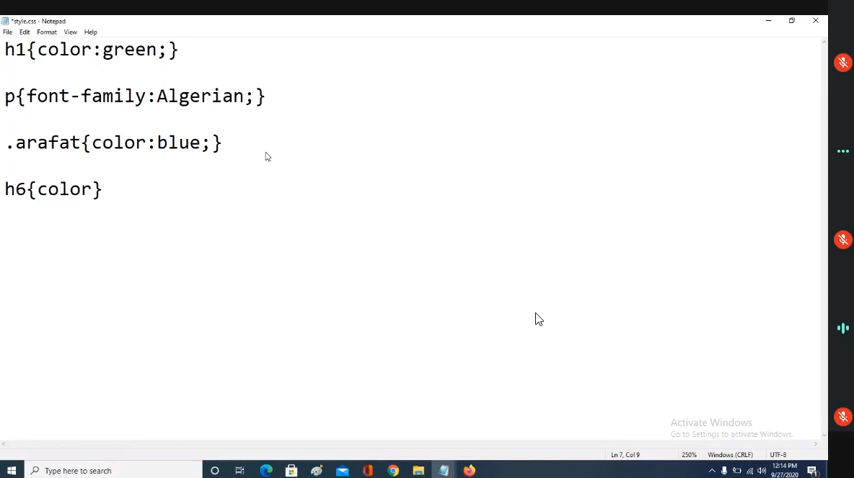 *style.css - Notepad
File Edit Format View Help
h1{color:green;}
p{font-family:Algerian;}
.arafat{color:blue;}
h6{color}
Activate Windows
Go to Settings to activate Windows.
Ln 7, Col 9 250% Windows (CRLF) UTF-8
Type here to search
12:14 PM
9/27/2020